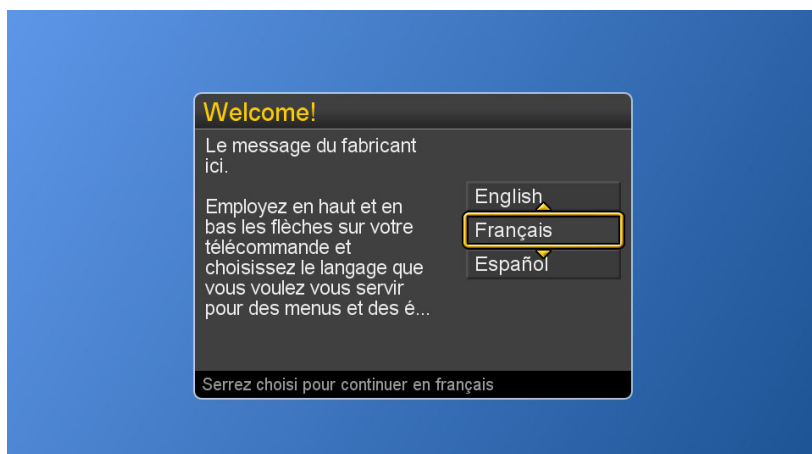 Welcome!
Le message du fabricant
ici.
Employez en haut et en
bas les flèches sur votre
télécommande et
choisissez le langage que
vous voulez vous servir
pour des menus et des é...
English
Français
Español
Serrez choisi pour continuer en français